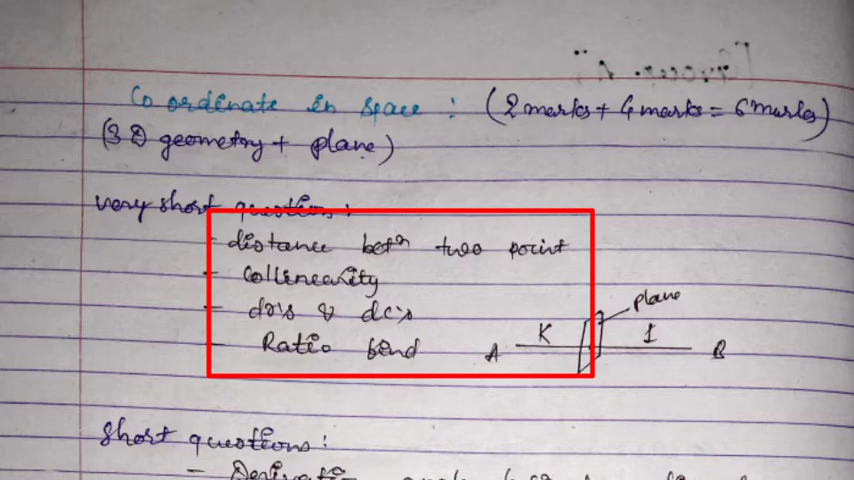 Co ordinate in space : (2 marks + 4 marks = 6 marks)
(3D geometry + plane)
very short question:
- distance betⁿ two point
- Collinearity
- dr's & dc's
- Ratio find
plane
A K 1 B
short questions: